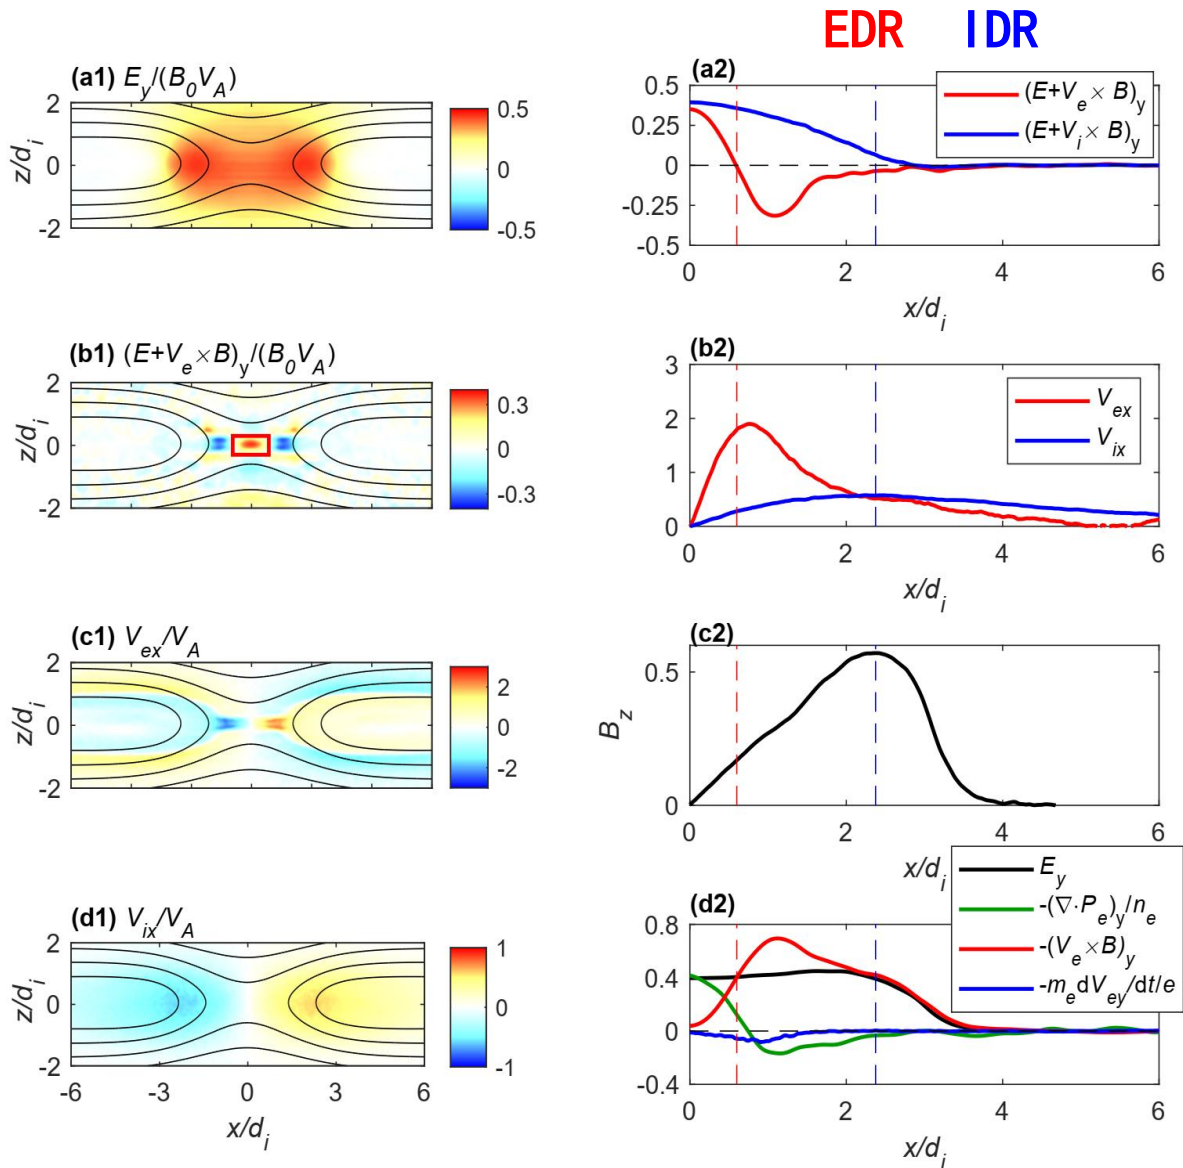 EDR IDR
(a1) E_y/(B_0V_A)
z/d_i
2
0
-2
0.5
0
-0.5
(a2)
(E+V_e×B)_y
(E+V_i×B)_y
0.5
0.25
0
-0.25
-0.5
0 2 4 6
x/d_i
(b1) (E+V_e×B)_y/(B_0V_A)
z/d_i
2
0
-2
0.3
0
-0.3
(b2)
V_ex
V_ix
3
2
1
0
0 2 4 6
x/d_i
(c1) V_ex/V_A
z/d_i
2
0
-2
2
0
-2
(c2)
B_z
0.5
0
0 2 4 6
x/d_i
(d1) V_ix/V_A
z/d_i
2
0
-2
-6 -3 0 3 6
x/d_i
1
0
-1
(d2)
E_y
-(∇·P_e)_y/n_e
-(V_e×B)_y
-m_edV_ey/dt/e
0.8
0.4
0
-0.4
0 2 4 6
x/d_i